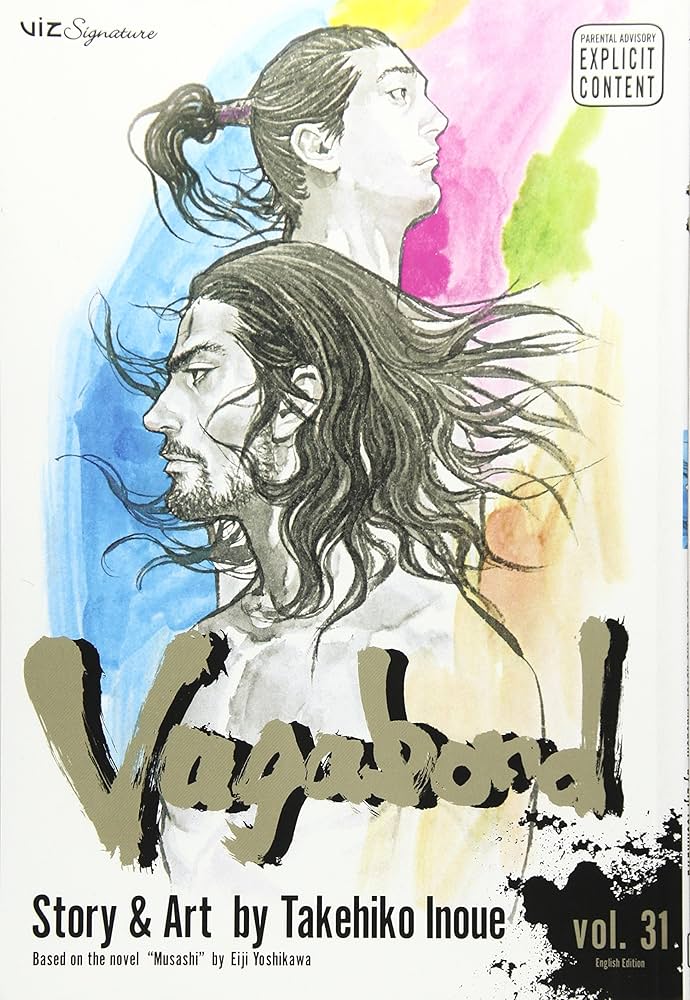 VIZ Signature
PARENTAL ADVISORY
EXPLICIT
CONTENT
Vagabond
Story & Art by Takehiko Inoue
Based on the novel “Musashi” by Eiji Yoshikawa
vol. 31
English Edition